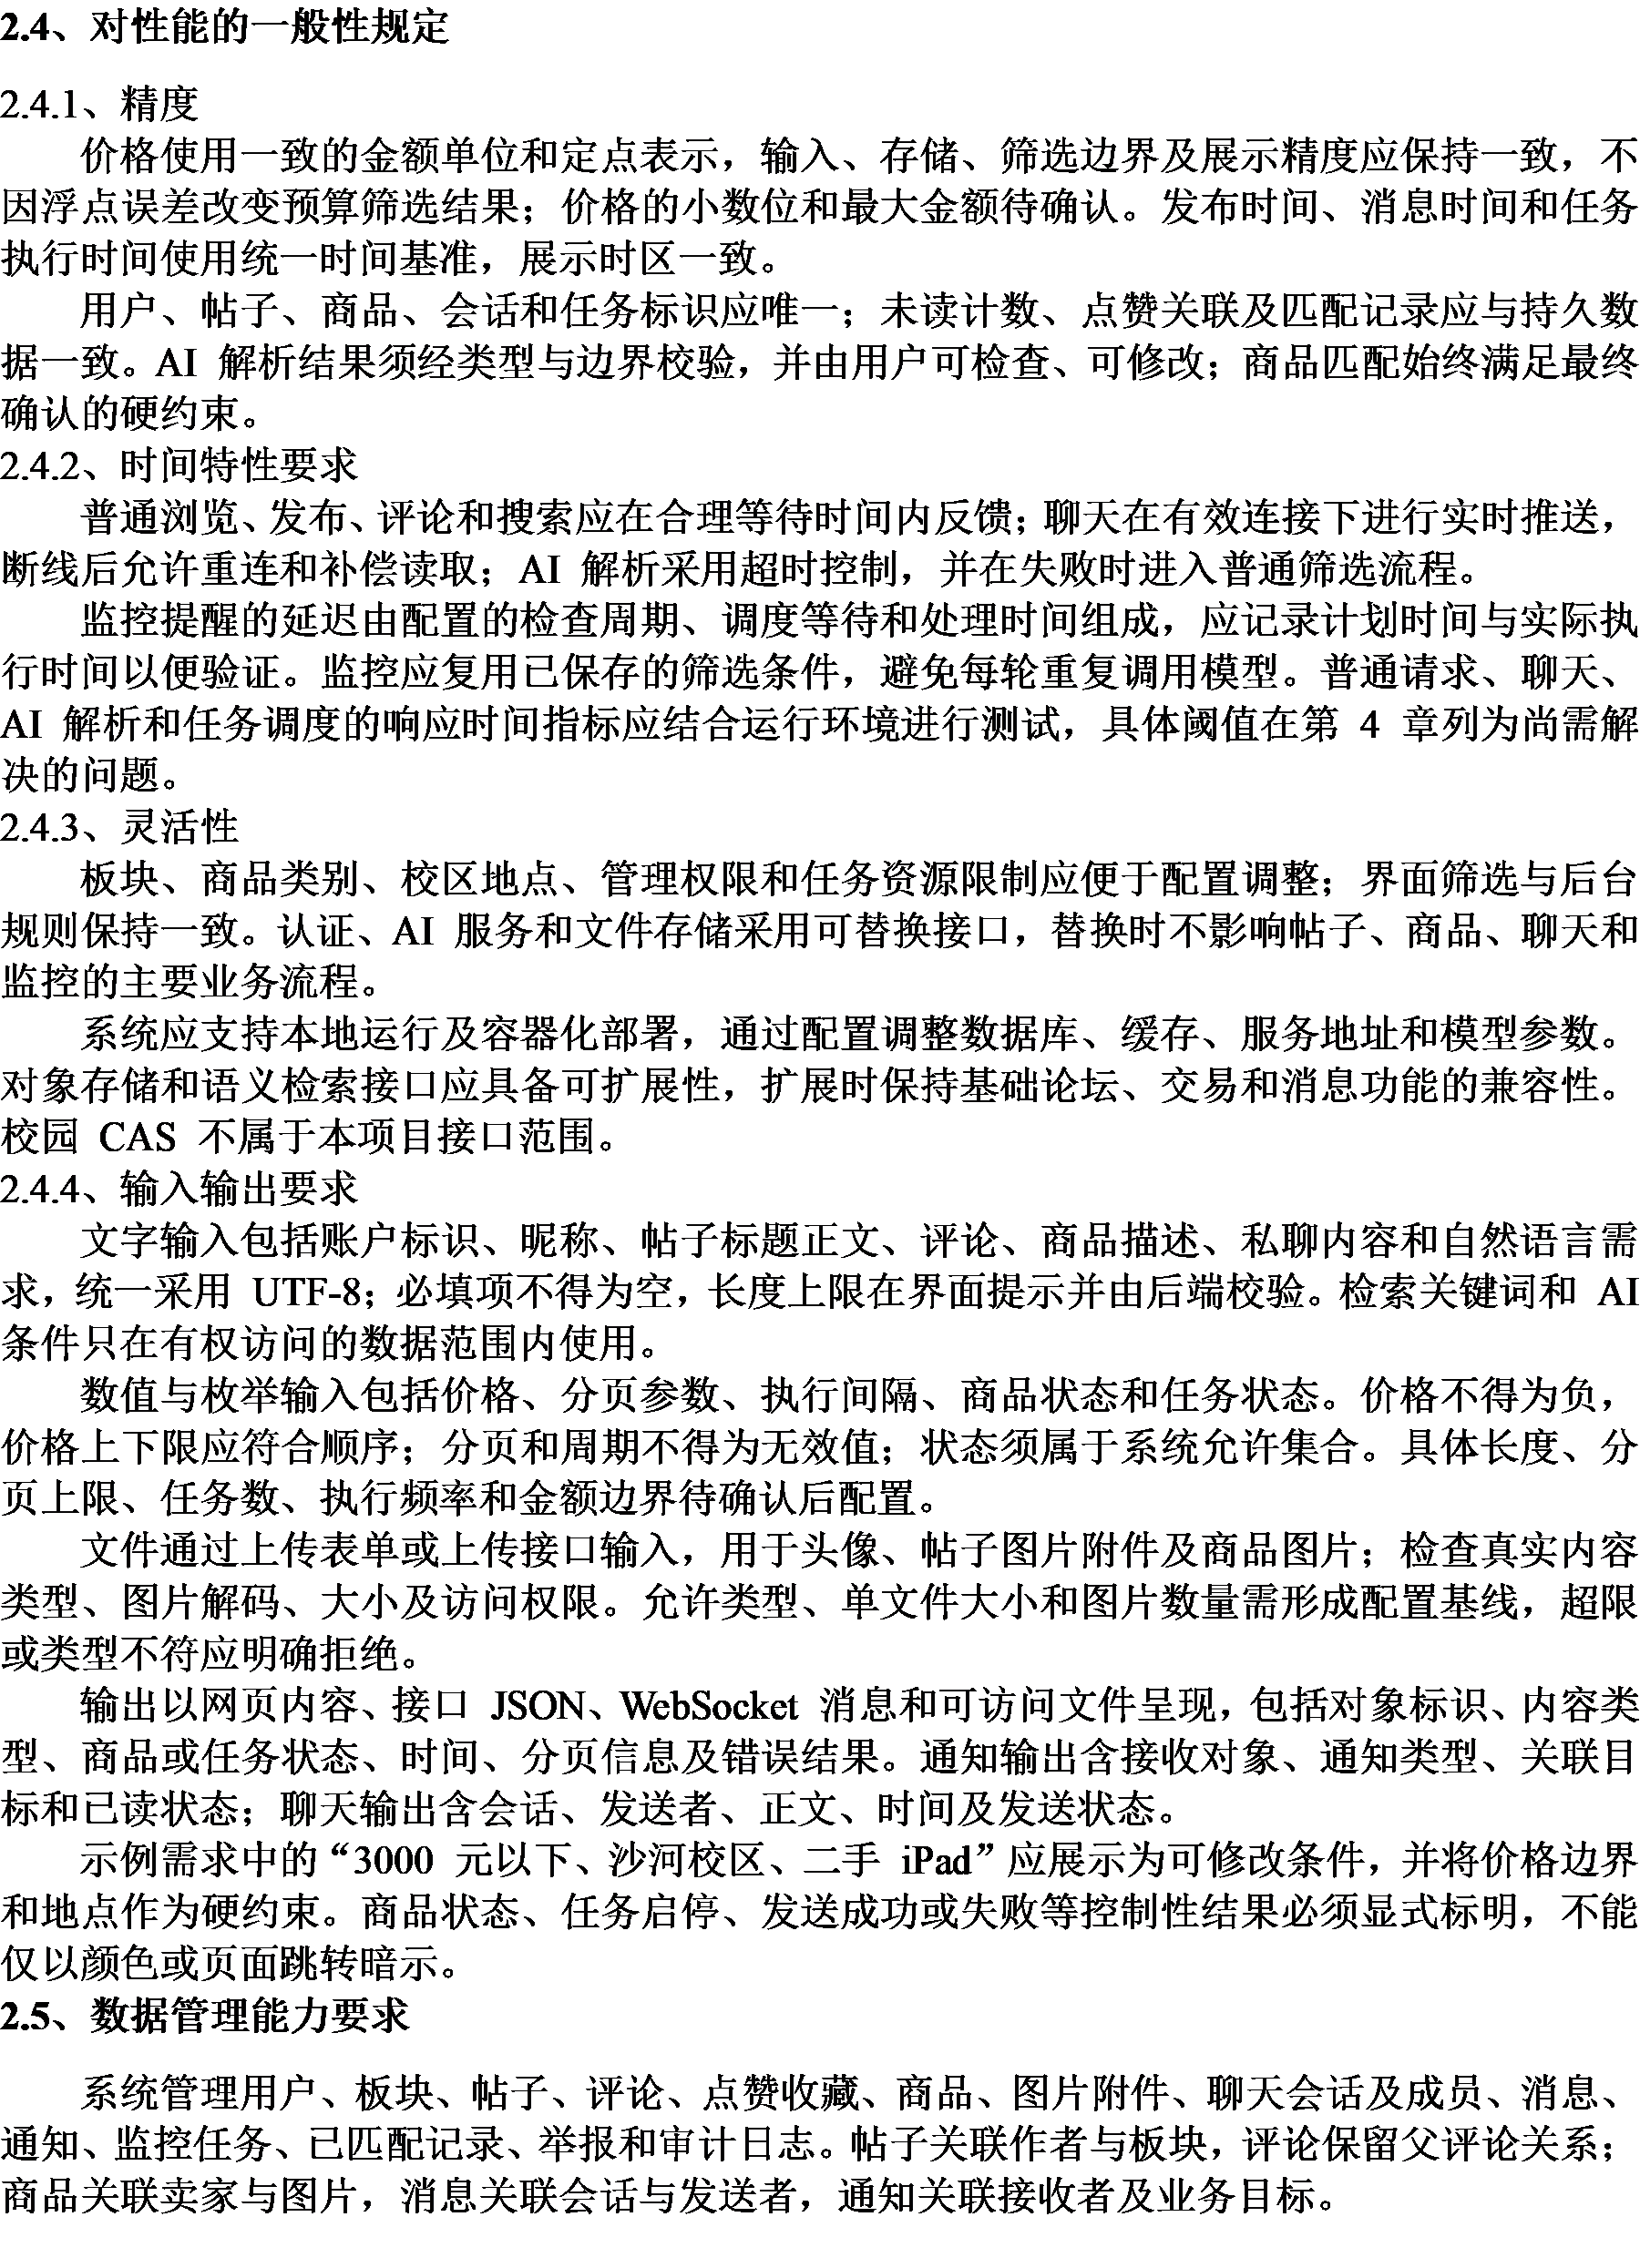 2.4、对性能的一般性规定
2.4.1、精度
价格使用一致的金额单位和定点表示，输入、存储、筛选边界及展示精度应保持一致，不
因浮点误差改变预算筛选结果；价格的小数位和最大金额待确认。发布时间、消息时间和任务
执行时间使用统一时间基准，展示时区一致。
用户、帖子、商品、会话和任务标识应唯一；未读计数、点赞关联及匹配记录应与持久数
据一致。AI 解析结果须经类型与边界校验，并由用户可检查、可修改；商品匹配始终满足最终
确认的硬约束。
2.4.2、时间特性要求
普通浏览、发布、评论和搜索应在合理等待时间内反馈；聊天在有效连接下进行实时推送，
断线后允许重连和补偿读取；AI 解析采用超时控制，并在失败时进入普通筛选流程。
监控提醒的延迟由配置的检查周期、调度等待和处理时间组成，应记录计划时间与实际执
行时间以便验证。监控应复用已保存的筛选条件，避免每轮重复调用模型。普通请求、聊天、
AI 解析和任务调度的响应时间指标应结合运行环境进行测试，具体阈值在第 4 章列为尚需解
决的问题。
2.4.3、灵活性
板块、商品类别、校区地点、管理权限和任务资源限制应便于配置调整；界面筛选与后台
规则保持一致。认证、AI 服务和文件存储采用可替换接口，替换时不影响帖子、商品、聊天和
监控的主要业务流程。
系统应支持本地运行及容器化部署，通过配置调整数据库、缓存、服务地址和模型参数。
对象存储和语义检索接口应具备可扩展性，扩展时保持基础论坛、交易和消息功能的兼容性。
校园 CAS 不属于本项目接口范围。
2.4.4、输入输出要求
文字输入包括账户标识、昵称、帖子标题正文、评论、商品描述、私聊内容和自然语言需
求，统一采用 UTF-8；必填项不得为空，长度上限在界面提示并由后端校验。检索关键词和 AI
条件只在有权访问的数据范围内使用。
数值与枚举输入包括价格、分页参数、执行间隔、商品状态和任务状态。价格不得为负，
价格上下限应符合顺序；分页和周期不得为无效值；状态须属于系统允许集合。具体长度、分
页上限、任务数、执行频率和金额边界待确认后配置。
文件通过上传表单或上传接口输入，用于头像、帖子图片附件及商品图片；检查真实内容
类型、图片解码、大小及访问权限。允许类型、单文件大小和图片数量需形成配置基线，超限
或类型不符应明确拒绝。
输出以网页内容、接口 JSON、WebSocket 消息和可访问文件呈现，包括对象标识、内容类
型、商品或任务状态、时间、分页信息及错误结果。通知输出含接收对象、通知类型、关联目
标和已读状态；聊天输出含会话、发送者、正文、时间及发送状态。
示例需求中的“3000 元以下、沙河校区、二手 iPad”应展示为可修改条件，并将价格边界
和地点作为硬约束。商品状态、任务启停、发送成功或失败等控制性结果必须显式标明，不能
仅以颜色或页面跳转暗示。
2.5、数据管理能力要求
系统管理用户、板块、帖子、评论、点赞收藏、商品、图片附件、聊天会话及成员、消息、
通知、监控任务、已匹配记录、举报和审计日志。帖子关联作者与板块，评论保留父评论关系；
商品关联卖家与图片，消息关联会话与发送者，通知关联接收者及业务目标。